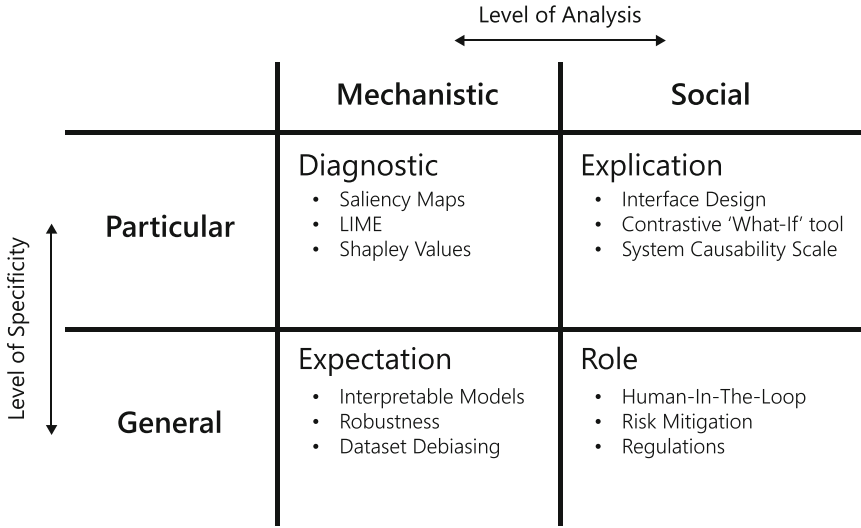 Level of Analysis
Mechanistic
Social
Level of Specificity
Particular
Diagnostic
• Saliency Maps
• LIME
• Shapley Values
Explication
• Interface Design
• Contrastive ‘What-If’ tool
• System Causability Scale
General
Expectation
• Interpretable Models
• Robustness
• Dataset Debiasing
Role
• Human-In-The-Loop
• Risk Mitigation
• Regulations